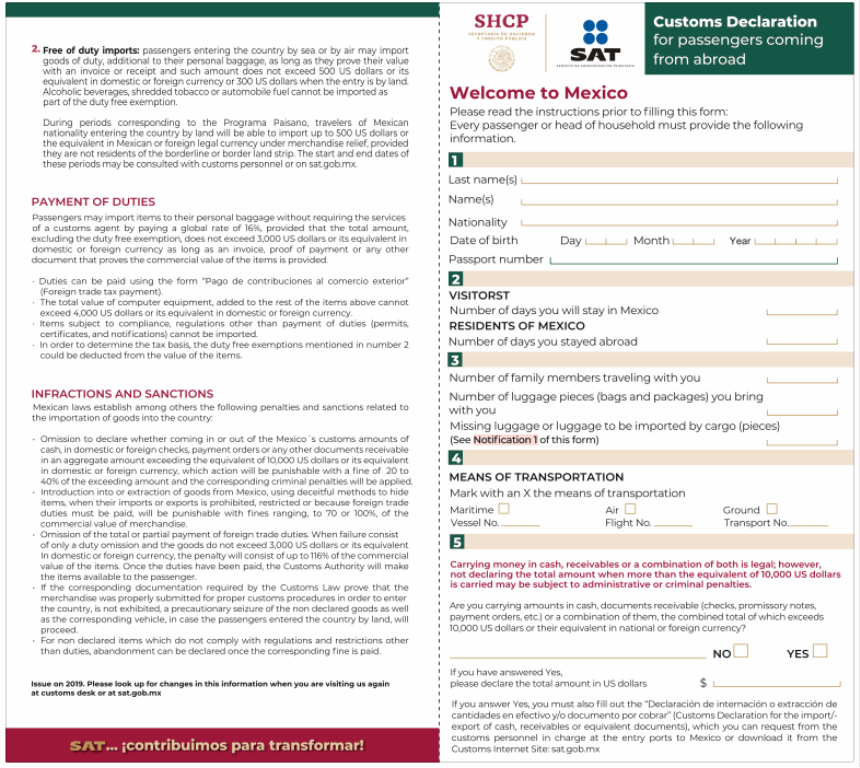 2. Free of duty imports: passengers entering the country by sea or by air may import
goods of duty, additional to their personal baggage, as long as they prove their value
with an invoice or receipt and such amount does not exceed 500 US dollars or its
equivalent in domestic or foreign currency or 300 US dollars when the entry is by land.
Alcoholic beverages, shredded tobacco or automobile fuel cannot be imported as
part of the duty free exemption.
During periods corresponding to the Programa Paisano, travelers of Mexican
nationality entering the country by land will be able to import up to 500 US dollars or
the equivalent in Mexican or foreign legal currency under merchandise relief, provided
they are not residents of the borderline or border land strip. The start and end dates of
these periods may be consulted with customs personnel or on sat.gob.mx.
PAYMENT OF DUTIES
Passengers may import items to their personal baggage without requiring the services
of a customs agent by paying a global rate of 16%, provided that the total amount,
excluding the duty free exemption, does not exceed 3,000 US dollars or its equivalent in
domestic or foreign currency as long as an invoice, proof of payment or any other
document that proves the commercial value of the items is provided.
· Duties can be paid using the form "Pago de contribuciones al comercio exterior"
(Foreign trade tax payment).
· The total value of computer equipment, added to the rest of the items above cannot
exceed 4,000 US dollars or its equivalent in domestic or foreign currency.
· Items subject to compliance, regulations other than payment of duties (permits,
certificates, and notifications) cannot be imported.
· In order to determine the tax basis, the duty free exemptions mentioned in number 2
could be deducted from the value of the items.
INFRACTIONS AND SANCTIONS
Mexican laws establish among others the following penalties and sanctions related to
the importation of goods into the country:
· Omission to declare whether coming in or out of the Mexico´s customs amounts of
cash, in domestic or foreign checks, payment orders or any other documents receivable
in an aggregate amount exceeding the equivalent of 10,000 US dollars or its equivalent
in domestic or foreign currency, which action will be punishable with a fine of 20 to
40% of the exceeding amount and the corresponding criminal penalties will be applied.
· Introduction into or extraction of goods from Mexico, using deceitful methods to hide
items, when their imports or exports is prohibited, restricted or because foreign trade
duties must be paid, will be punishable with fines ranging, to 70 or 100%, of the
commercial value of merchandise.
· Omission of the total or partial payment of foreign trade duties. When failure consist
of only a duty omission and the goods do not exceed 3,000 US dollars or its equivalent
In domestic or foreign currency, the penalty will consist of up to 116% of the commercial
value of the items. Once the duties have been paid, the Customs Authority will make
the items available to the passenger.
· If the corresponding documentation required by the Customs Law prove that the
merchandise was properly submitted for proper customs procedures in order to enter
the country, is not exhibited, a precautionary seizure of the non declared goods as well
as the corresponding vehicle, in case the passengers entered the country by land, will
proceed.
· For non declared items which do not comply with regulations and restrictions other
than duties, abandonment can be declared once the corresponding fine is paid.
Issue on 2019. Please look up for changes in this information when you are visiting us again
at customs desk or at sat.gob.mx
SAT... ¡contribuimos para transformar!
SHCP
SECRETARÍA DE HACIENDA
Y CRÉDITO PÚBLICO
SAT
SERVICIO DE ADMINISTRACIÓN TRIBUTARIA
Customs Declaration
for passengers coming
from abroad
Welcome to Mexico
Please read the instructions prior to filling this form:
Every passenger or head of household must provide the following
information.
1
Last name(s)
Name(s)
Nationality
Date of birth Day Month Year
Passport number
2
VISITORST
Number of days you will stay in Mexico
RESIDENTS OF MEXICO
Number of days you stayed abroad
3
Number of family members traveling with you
Number of luggage pieces (bags and packages) you bring
with you
Missing luggage or luggage to be imported by cargo (pieces)
(See Notification 1 of this form)
4
MEANS OF TRANSPORTATION
Mark with an X the means of transportation
Maritime Air Ground
Vessel No. Flight No. Transport No.
5
Carrying money in cash, receivables or a combination of both is legal; however,
not declaring the total amount when more than the equivalent of 10,000 US dollars
is carried may be subject to administrative or criminal penalties.
Are you carrying amounts in cash, documents receivable (checks, promissory notes,
payment orders, etc.) or a combination of them, the combined total of which exceeds
10,000 US dollars or their equivalent in national or foreign currency?
NO YES
If you have answered Yes,
please declare the total amount in US dollars $
If you answer Yes, you must also fill out the "Declaración de internación o extracción de
cantidades en efectivo y/o documento por cobrar" (Customs Declaration for the import/-
export of cash, receivables or equivalent documents), which you can request from the
customs personnel in charge at the entry ports to Mexico or download it from the
Customs Internet Site: sat.gob.mx